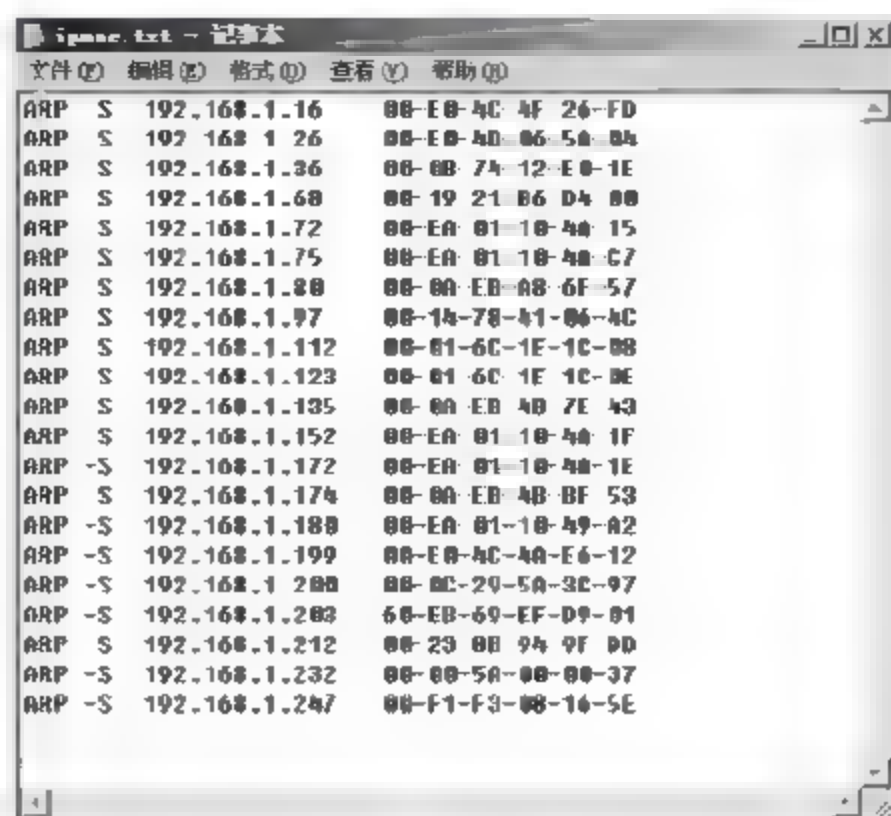 ipmac.txt - 记事本
文件(F) 编辑(E) 格式(O) 查看(V) 帮助(H)
ARP S 192.168.1.16 00-E0-4C 4F 26-FD
ARP S 192 168 1 26 00-E0-4D-06-5A-04
ARP S 192.168.1.36 00-0B 74-12-E0-1E
ARP S 192.168.1.68 00-19 21 B6 D4 00
ARP S 192.168.1.72 00-EA 01-10-4A 15
ARP S 192.168.1.75 00-EA 01 10-4A-C7
ARP S 192.168.1.80 00-0A EB-A8 6F-57
ARP S 192.168.1.97 00-14-78-41-06-4C
ARP S 192.168.1.112 00-01-6C-1E-1C-08
ARP S 192.168.1.123 00-01 6C 1F 1C-DE
ARP S 192.168.1.135 00-0A EB 4B 7E 43
ARP S 192.168.1.152 00-EA 01 10-4A 1F
ARP -S 192.168.1.172 00-EA 01-10-4A-1E
ARP S 192.168.1.174 00-0A EB 4B BF 53
ARP -S 192.168.1.180 00-EA 01-10-49-A2
ARP -S 192.168.1.199 00-E0-4C-4A-E6-12
ARP -S 192.168.1 200 00-0C-29-5A-3C-97
ARP -S 192.168.1.203 60-EB-69-EF-D9-01
ARP S 192.168.1.212 00-23 8B 94 9F DD
ARP -S 192.168.1.232 00-00-5A-00-00-37
ARP -S 192.168.1.247 00-F1-F3-08-16-5E